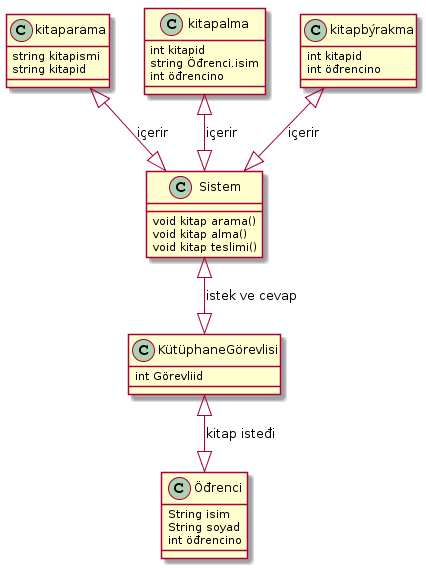 C kitaparama
string kitapismi
string kitapid
C kitapalma
int kitapid
string Öđrenci.isim
int öđrencino
C kitapbýrakma
int kitapid
int öđrencino
içerir
içerir
içerir
C Sistem
void kitap arama()
void kitap alma()
void kitap teslimi()
istek ve cevap
C KütüphaneGörevlisi
int Görevliid
kitap isteđi
C Öđrenci
String isim
String soyad
int öđrencino